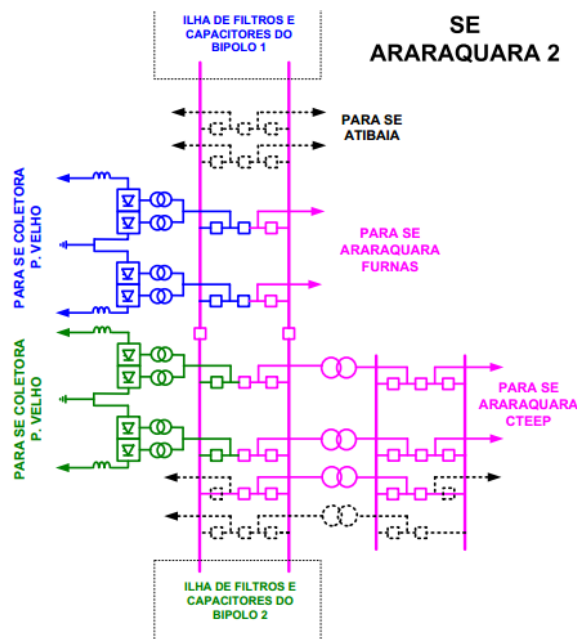 ILHA DE FILTROS E
CAPACITORES DO
BIPOLO 1
SE
ARARAQUARA 2
PARA SE
ATIBAIA
PARA SE COLETORA
P. VELHO
PARA SE
ARARAQUARA
FURNAS
PARA SE COLETORA
P. VELHO
PARA SE
ARARAQUARA
CTEEP
ILHA DE FILTROS E
CAPACITORES DO
BIPOLO 2